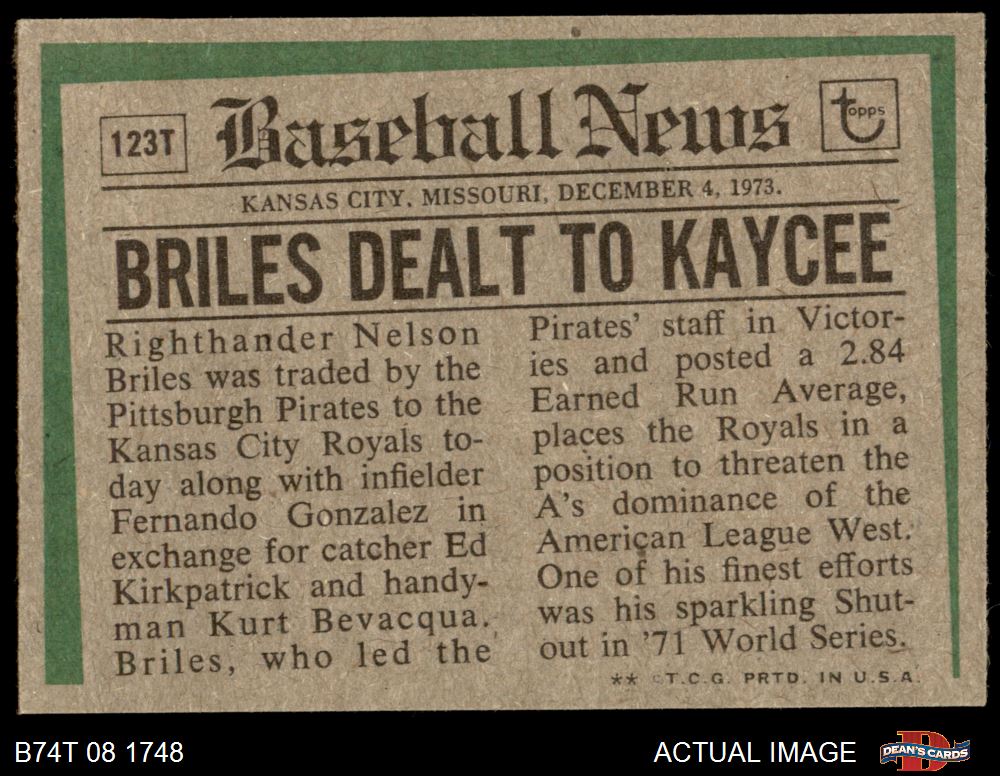 123T
Baseball News
topps
KANSAS CITY, MISSOURI, DECEMBER 4, 1973.
BRILES DEALT TO KAYCEE
Righthander Nelson
Briles was traded by the
Pittsburgh Pirates to the
Kansas City Royals to-
day along with infielder
Fernando Gonzalez in
exchange for catcher Ed
Kirkpatrick and handy-
man Kurt Bevacqua.
Briles, who led the
Pirates' staff in Victor-
ies and posted a 2.84
Earned Run Average,
places the Royals in a
position to threaten the
A's dominance of the
American League West.
One of his finest efforts
was his sparkling Shut-
out in '71 World Series.
** ©T.C.G. PRTD. IN U.S.A.
B74T 08 1748
ACTUAL IMAGE
DEAN'S CARDS